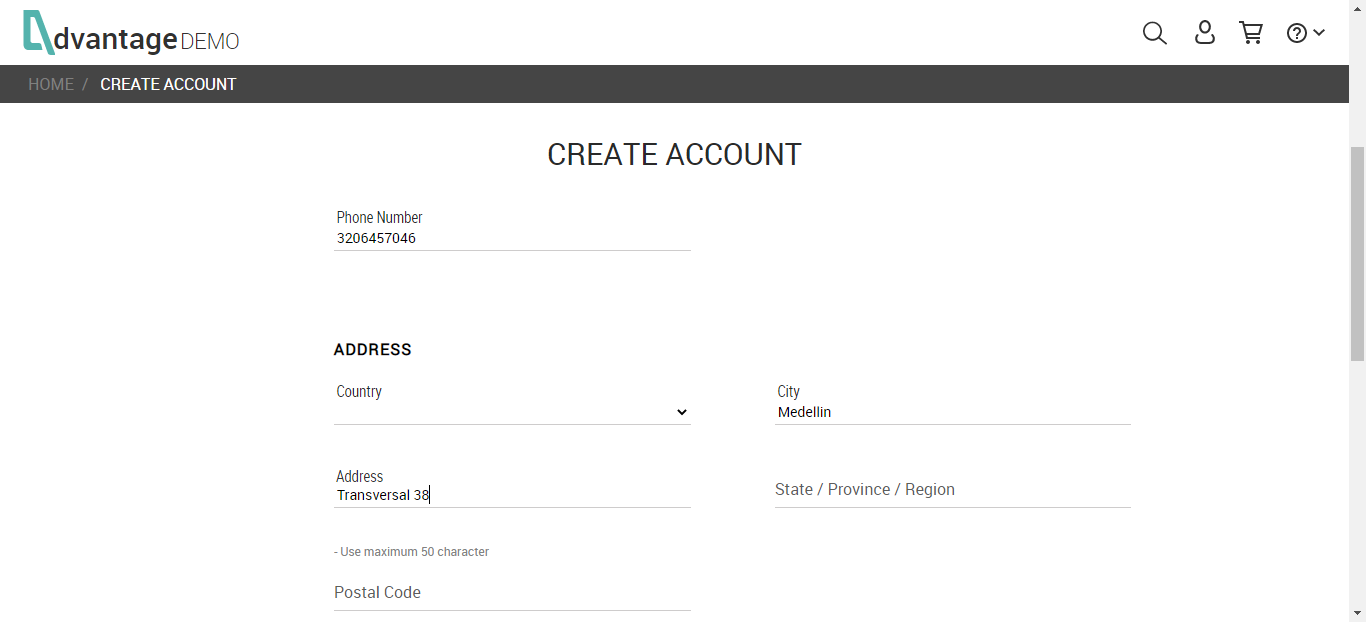 dvantage DEMO
HOME / CREATE ACCOUNT
CREATE ACCOUNT
Phone Number
3206457046
ADDRESS
Country
City
Medellin
Address
Transversal 38
State / Province / Region
- Use maximum 50 character
Postal Code